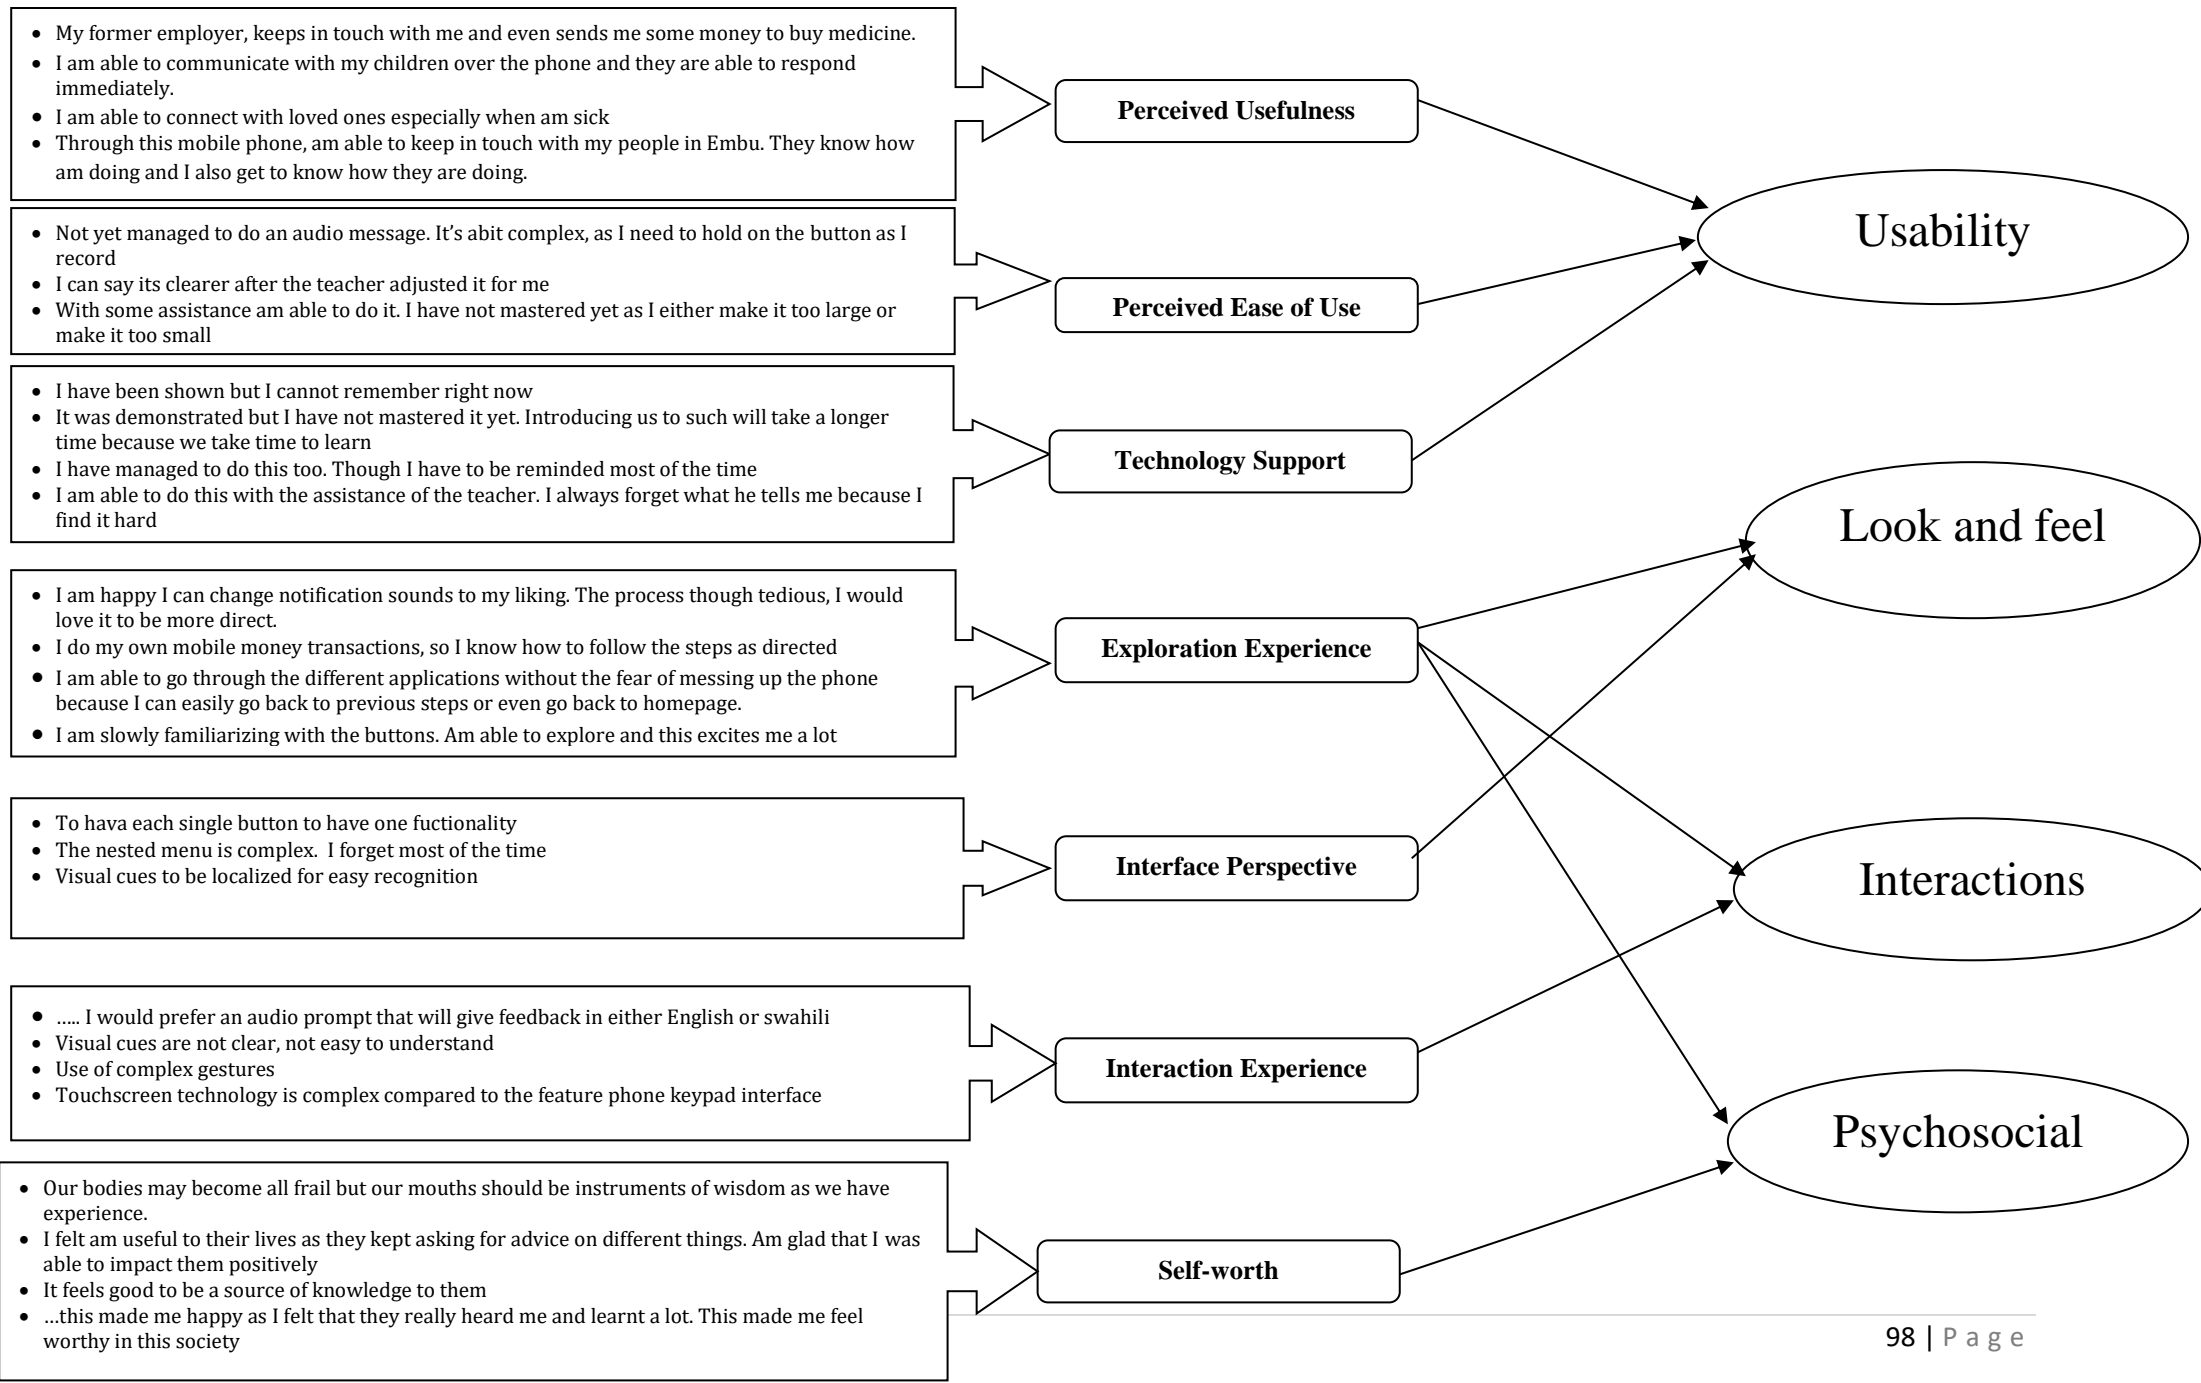 • My former employer, keeps in touch with me and even sends me some money to buy medicine.
• I am able to communicate with my children over the phone and they are able to respond
immediately.
• I am able to connect with loved ones especially when am sick
• Through this mobile phone, am able to keep in touch with my people in Embu. They know how
am doing and I also get to know how they are doing.
Perceived Usefulness
• Not yet managed to do an audio message. It’s abit complex, as I need to hold on the button as I
record
• I can say its clearer after the teacher adjusted it for me
• With some assistance am able to do it. I have not mastered yet as I either make it too large or
make it too small
Perceived Ease of Use
Usability
• I have been shown but I cannot remember right now
• It was demonstrated but I have not mastered it yet. Introducing us to such will take a longer
time because we take time to learn
• I have managed to do this too. Though I have to be reminded most of the time
• I am able to do this with the assistance of the teacher. I always forget what he tells me because I
find it hard
Technology Support
Look and feel
• I am happy I can change notification sounds to my liking. The process though tedious, I would
love it to be more direct.
• I do my own mobile money transactions, so I know how to follow the steps as directed
• I am able to go through the different applications without the fear of messing up the phone
because I can easily go back to previous steps or even go back to homepage.
• I am slowly familiarizing with the buttons. Am able to explore and this excites me a lot
Exploration Experience
• To hava each single button to have one fuctionality
• The nested menu is complex. I forget most of the time
• Visual cues to be localized for easy recognition
Interface Perspective
Interactions
• ….. I would prefer an audio prompt that will give feedback in either English or swahili
• Visual cues are not clear, not easy to understand
• Use of complex gestures
• Touchscreen technology is complex compared to the feature phone keypad interface
Interaction Experience
Psychosocial
• Our bodies may become all frail but our mouths should be instruments of wisdom as we have
experience.
• I felt am useful to their lives as they kept asking for advice on different things. Am glad that I was
able to impact them positively
• It feels good to be a source of knowledge to them
• …this made me happy as I felt that they really heard me and learnt a lot. This made me feel
worthy in this society
Self-worth
98 | Page